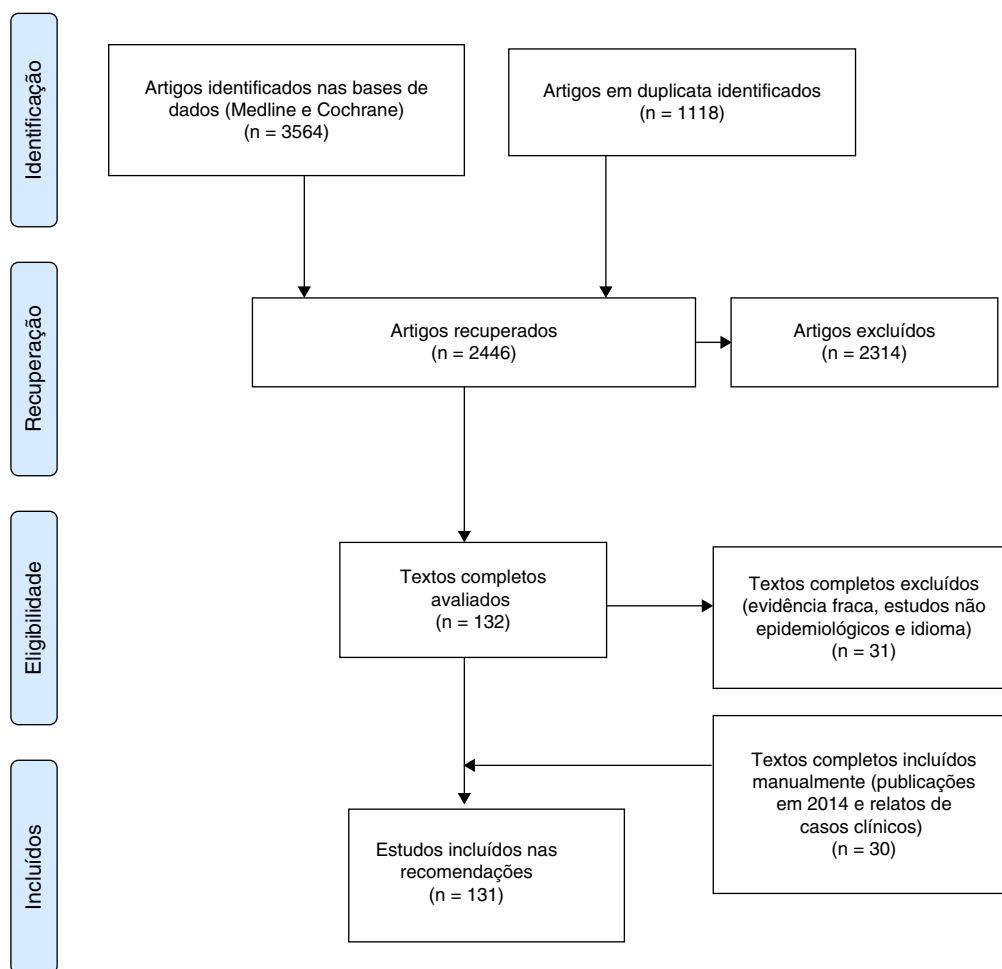 Identificação
Artigos identificados nas bases de
dados (Medline e Cochrane)
(n = 3564)
Artigos em duplicata identificados
(n = 1118)
Recuperação
Artigos recuperados
(n = 2446)
Artigos excluídos
(n = 2314)
Eligibilidade
Textos completos
avaliados
(n = 132)
Textos completos excluídos
(evidência fraca, estudos não
epidemiológicos e idioma)
(n = 31)
Incluídos
Textos completos incluídos
manualmente (publicações
em 2014 e relatos de
casos clínicos)
(n = 30)
Estudos incluídos nas
recomendações
(n = 131)